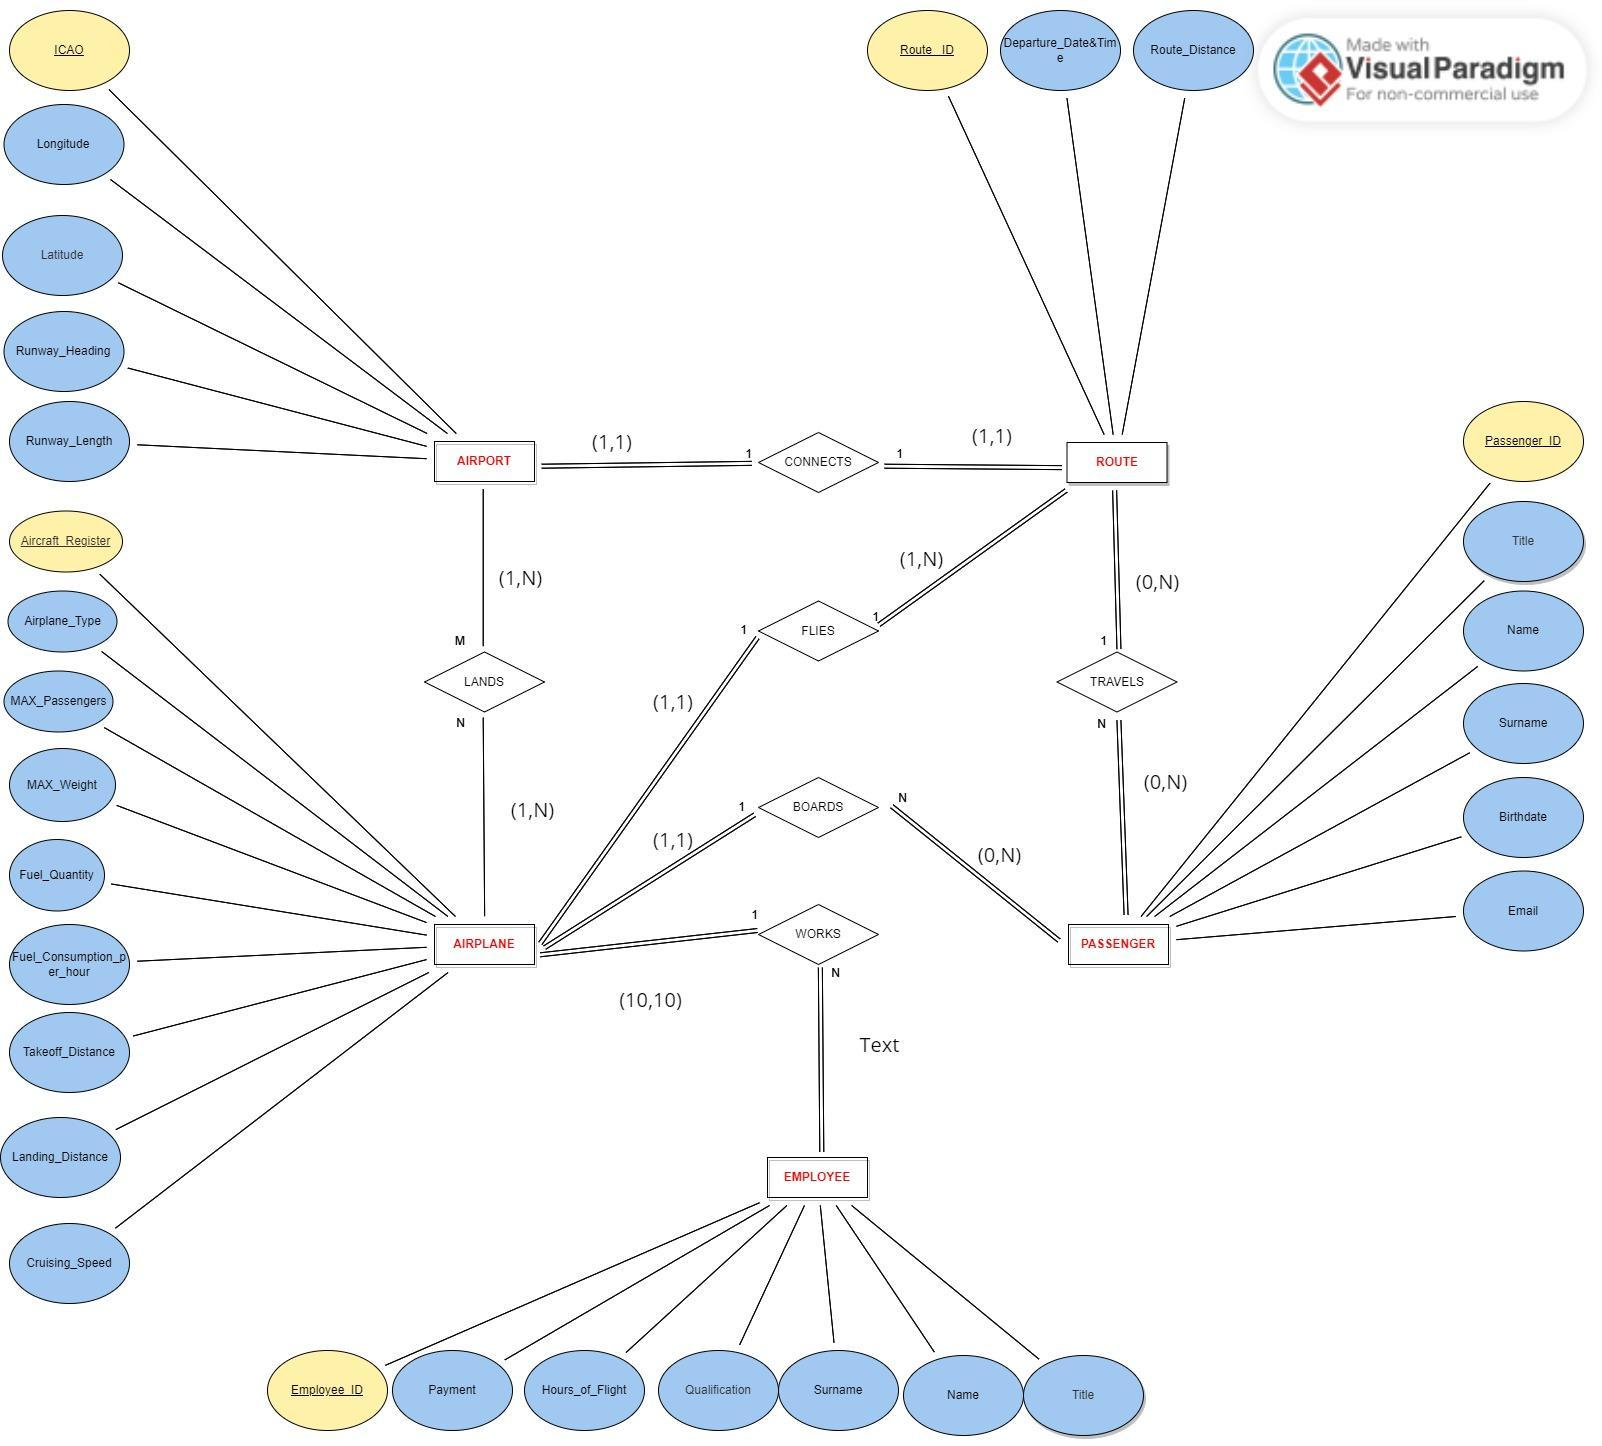 ICAO
Route_ID
Departure_Date&Tim
e
Route_Distance
Made with
Visual Paradigm
For non-commercial use
Longitude
Latitude
Runway_Heading
Runway_Length
AIRPORT
(1,1)
1
CONNECTS
1
(1,1)
ROUTE
Passenger_ID
Aircraft_Register
Title
(1,N)
(1,N)
(0,N)
Airplane_Type
M
1
FLIES
1
1
Name
LANDS
TRAVELS
MAX_Passengers
(1,1)
N
N
Surname
MAX_Weight
(1,N)
1
BOARDS
N
(0,N)
Birthdate
(1,1)
(0,N)
Fuel_Quantity
1
Email
AIRPLANE
WORKS
PASSENGER
Fuel_Consumption_p
er_hour
N
(10,10)
Takeoff_Distance
Text
Landing_Distance
EMPLOYEE
Cruising_Speed
Employee_ID
Payment
Hours_of_Flight
Qualification
Surname
Name
Title